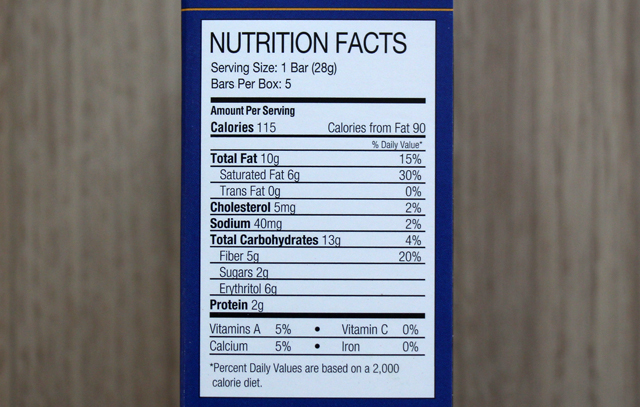 NUTRITION FACTS
Serving Size: 1 Bar (28g)
Bars Per Box: 5
Amount Per Serving
Calories 115 Calories from Fat 90
% Daily Value*
Total Fat 10g 15%
Saturated Fat 6g 30%
Trans Fat 0g 0%
Cholesterol 5mg 2%
Sodium 40mg 2%
Total Carbohydrates 13g 4%
Fiber 5g 20%
Sugars 2g
Erythritol 6g
Protein 2g
Vitamins A 5% • Vitamin C 0%
Calcium 5% • Iron 0%
*Percent Daily Values are based on a 2,000
calorie diet.